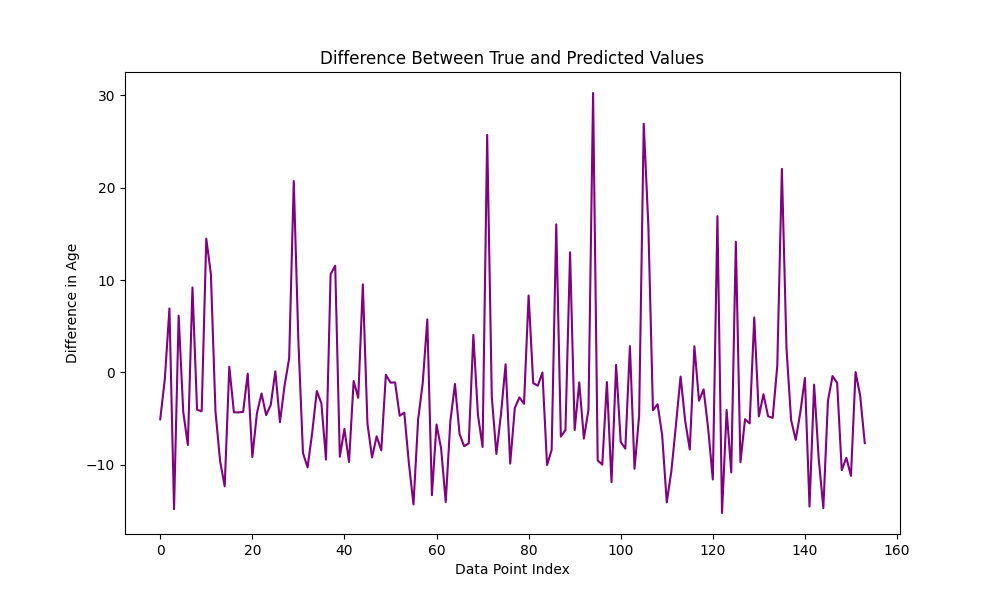 Difference Between True and Predicted Values
30
20
10
0
−10
Difference in Age
0 20 40 60 80 100 120 140 160
Data Point Index